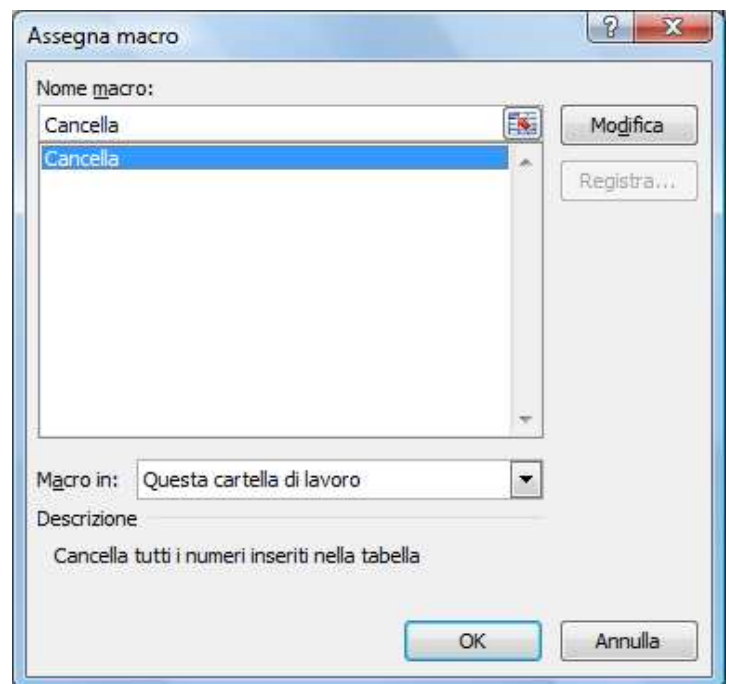 Assegna macro
Nome macro:
Cancella
Modifica
Cancella
Registra...
Macro in: Questa cartella di lavoro
Descrizione
Cancella tutti i numeri inseriti nella tabella
OK Annulla